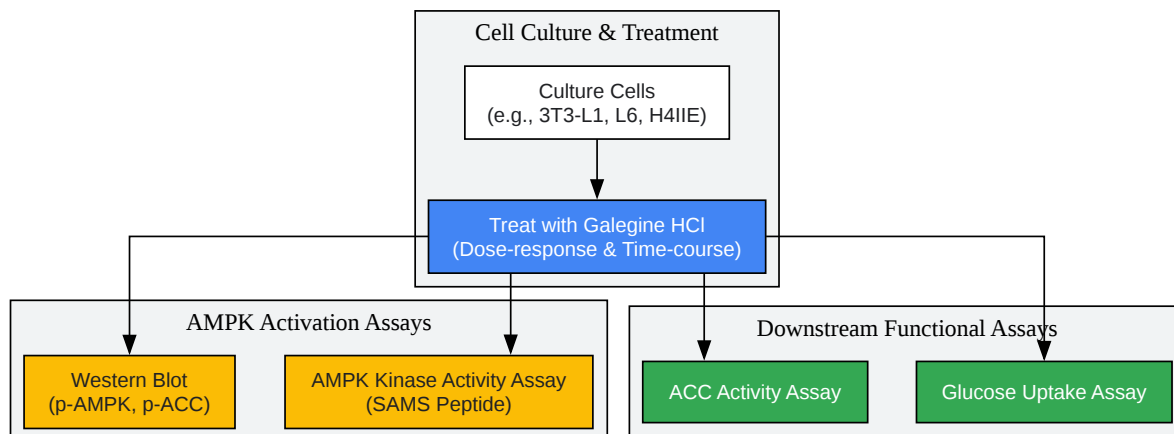 Cell Culture & Treatment
Culture Cells
(e.g., 3T3-L1, L6, H4IIE)
Treat with Galegine HCl
(Dose-response & Time-course)
AMPK Activation Assays
Western Blot
(p-AMPK, p-ACC)
AMPK Kinase Activity Assay
(SAMS Peptide)
Downstream Functional Assays
ACC Activity Assay
Glucose Uptake Assay